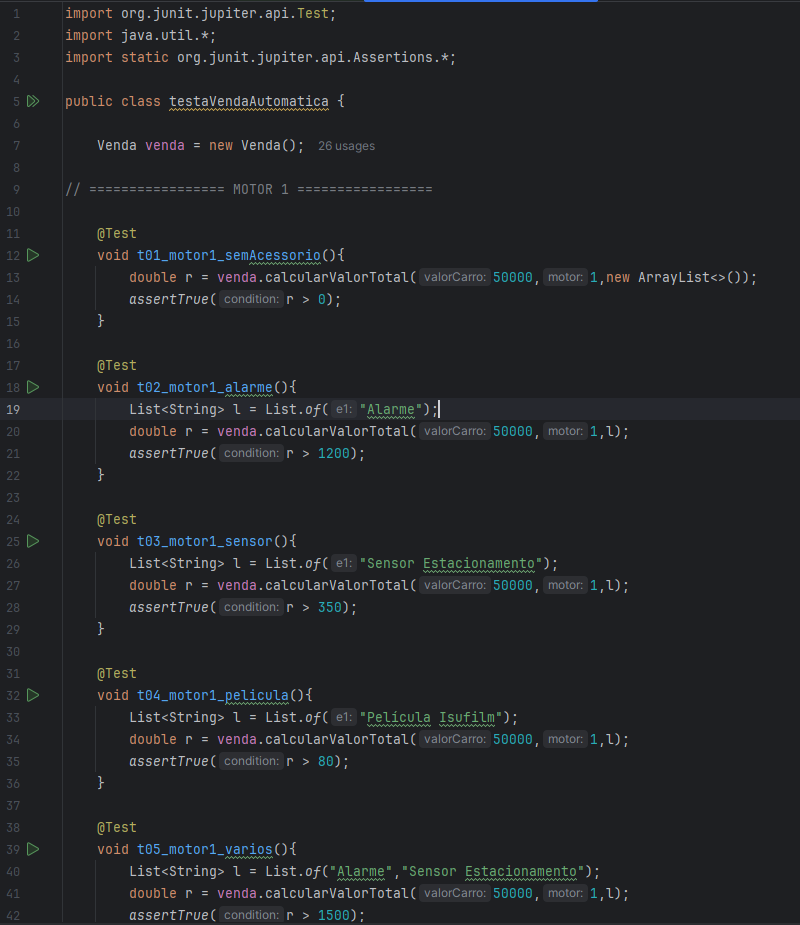 1 import org.junit.jupiter.api.Test;
2 import java.util.*;
3 import static org.junit.jupiter.api.Assertions.*;
4
5 public class testaVendaAutomatica {
6
7 Venda venda = new Venda(); 26 usages
8
9 // ================= MOTOR 1 =================
10
11 @Test
12 void t01_motor1_semAcessorio(){
13 double r = venda.calcularValorTotal( valorCarro: 50000, motor: 1,new ArrayList<>());
14 assertTrue( condition: r > 0);
15 }
16
17 @Test
18 void t02_motor1_alarme(){
19 List<String> l = List.of( e1: "Alarme");
20 double r = venda.calcularValorTotal( valorCarro: 50000, motor: 1,l);
21 assertTrue( condition: r > 1200);
22 }
23
24 @Test
25 void t03_motor1_sensor(){
26 List<String> l = List.of( e1: "Sensor Estacionamento");
27 double r = venda.calcularValorTotal( valorCarro: 50000, motor: 1,l);
28 assertTrue( condition: r > 350);
29 }
30
31 @Test
32 void t04_motor1_pelicula(){
33 List<String> l = List.of( e1: "Película Isufilm");
34 double r = venda.calcularValorTotal( valorCarro: 50000, motor: 1,l);
35 assertTrue( condition: r > 80);
36 }
37
38 @Test
39 void t05_motor1_varios(){
40 List<String> l = List.of("Alarme","Sensor Estacionamento");
41 double r = venda.calcularValorTotal( valorCarro: 50000, motor: 1,l);
42 assertTrue( condition: r > 1500);